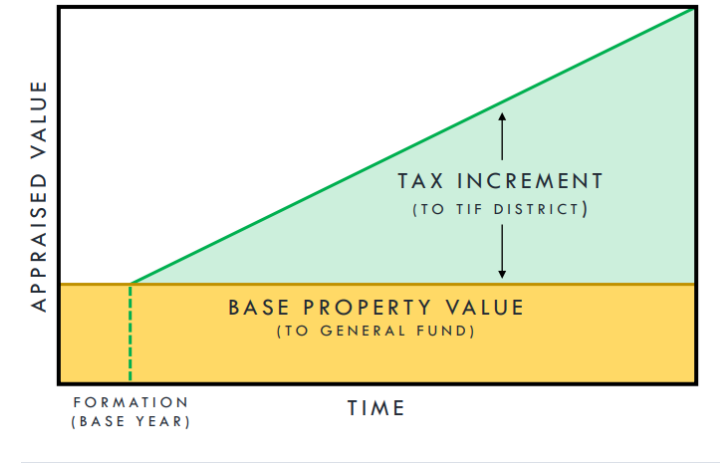 APPRAISED VALUE
TAX INCREMENT
(TO TIF DISTRICT)
BASE PROPERTY VALUE
(TO GENERAL FUND)
FORMATION
(BASE YEAR)
TIME